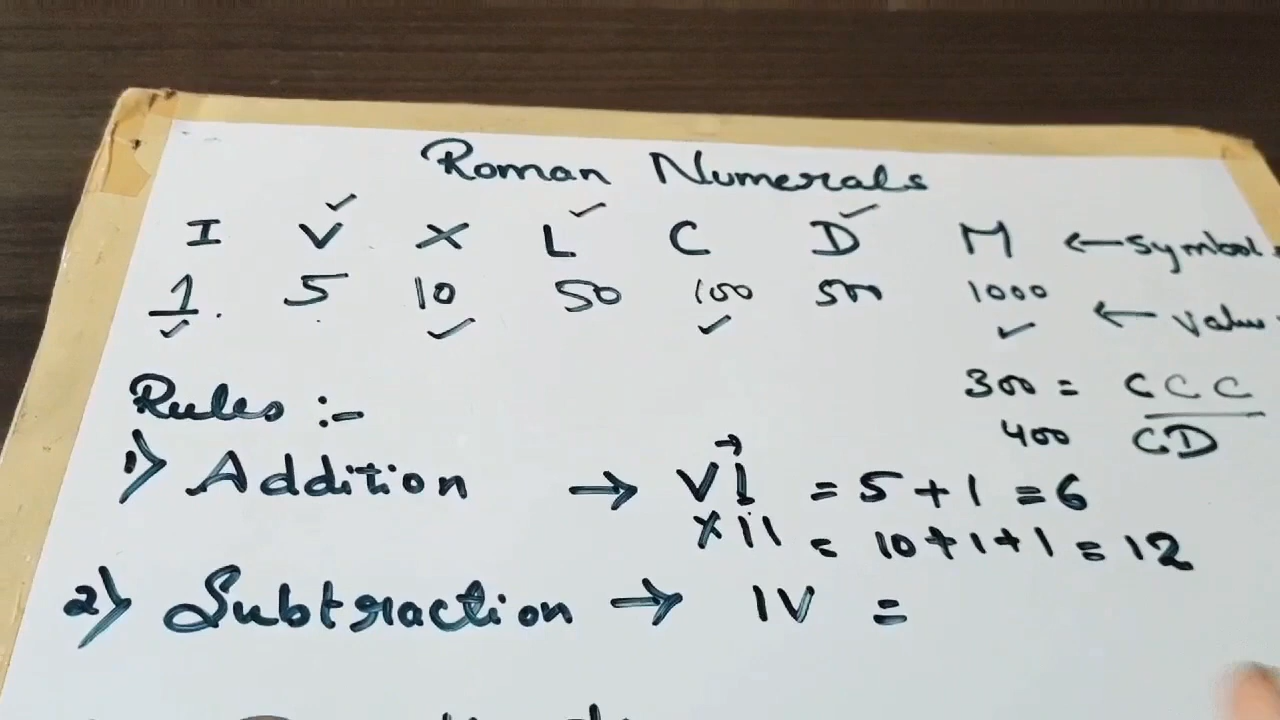 Roman Numerals
I V X L C D M ← Symbol
1 5 10 50 100 500 1000 ← Value
300 = CCC
400 CD
Rules :-
1) Addition → VI = 5 + 1 = 6
XII = 10 + 1 + 1 = 12
2) Subtraction → IV =